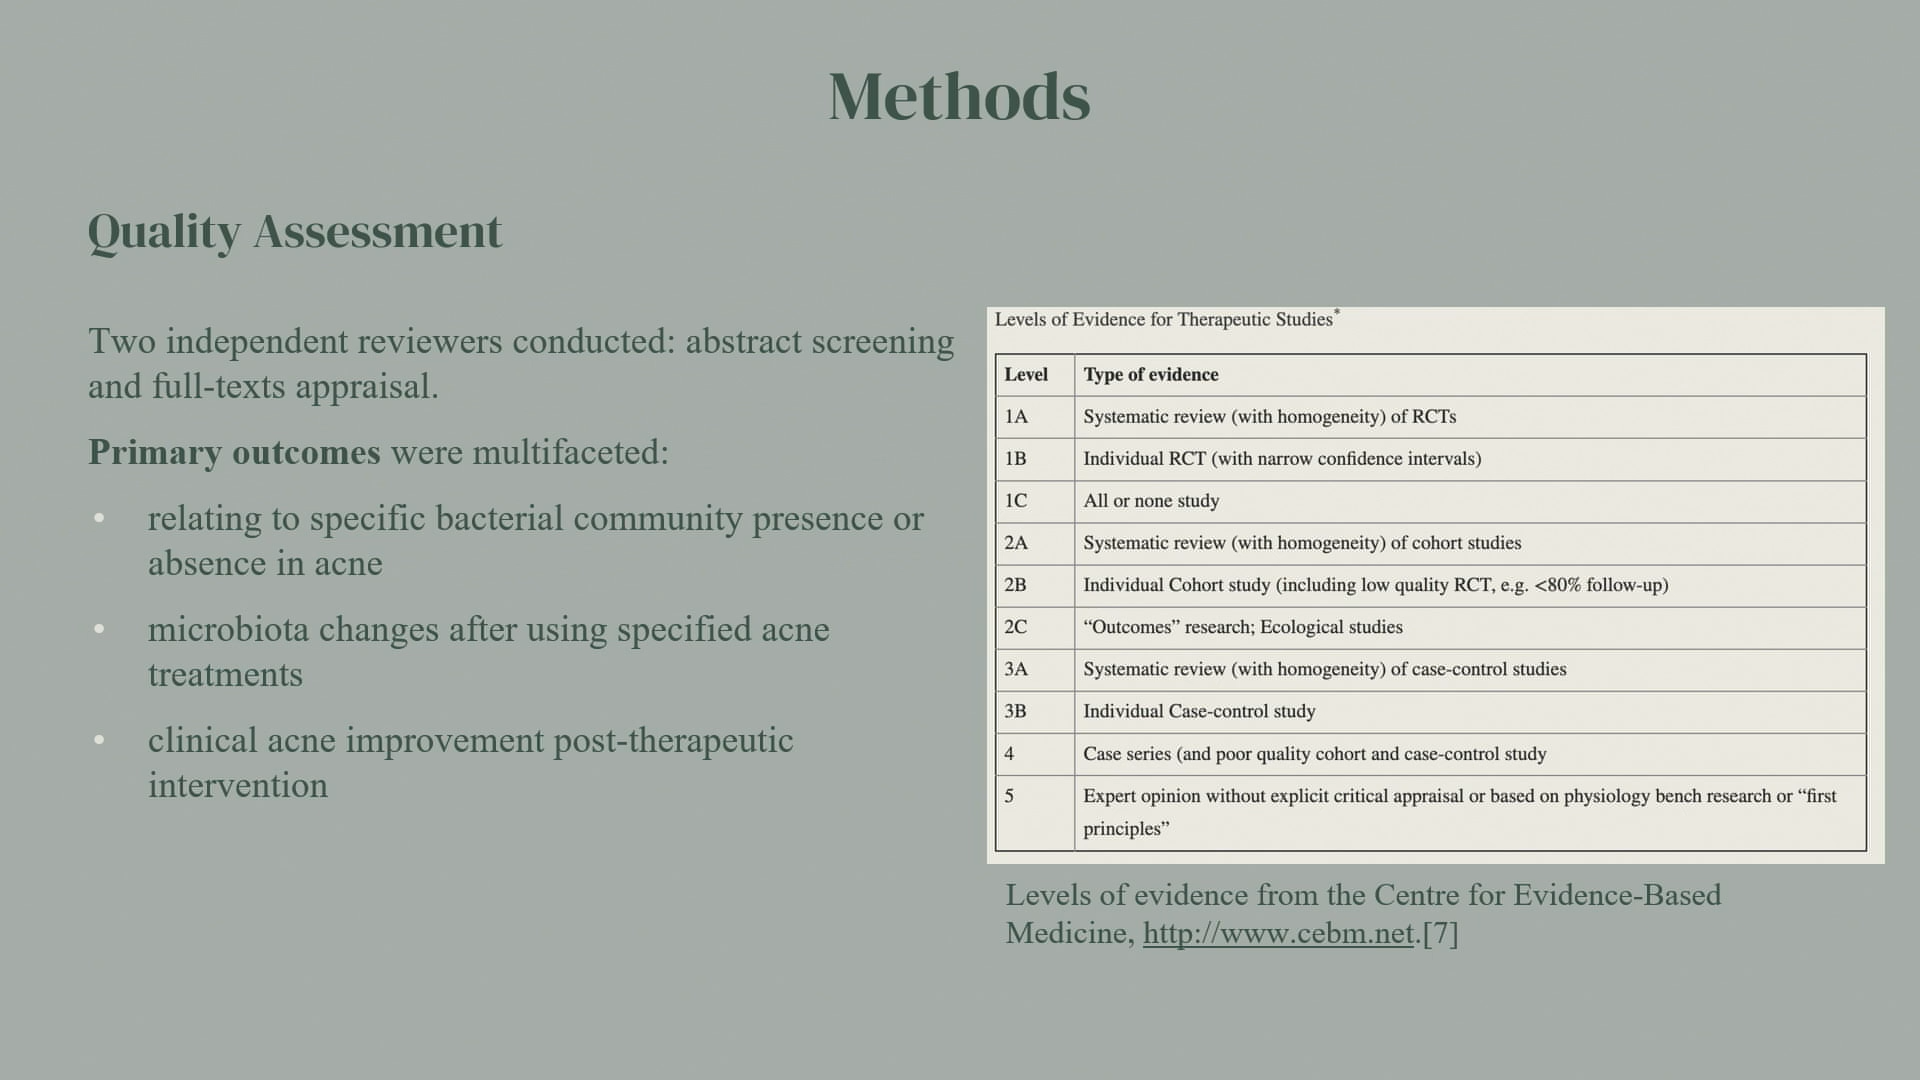 Methods
Quality Assessment
Two independent reviewers conducted: abstract screening
and full-texts appraisal.
Primary outcomes were multifaceted:
• relating to specific bacterial community presence or
absence in acne
• microbiota changes after using specified acne
treatments
• clinical acne improvement post-therapeutic
intervention
Levels of Evidence for Therapeutic Studies*
Level Type of evidence
1A Systematic review (with homogeneity) of RCTs
1B Individual RCT (with narrow confidence intervals)
1C All or none study
2A Systematic review (with homogeneity) of cohort studies
2B Individual Cohort study (including low quality RCT, e.g. <80% follow-up)
2C “Outcomes” research; Ecological studies
3A Systematic review (with homogeneity) of case-control studies
3B Individual Case-control study
4 Case series (and poor quality cohort and case-control study
5 Expert opinion without explicit critical appraisal or based on physiology bench research or “first
principles”
Levels of evidence from the Centre for Evidence-Based
Medicine, http://www.cebm.net.[7]